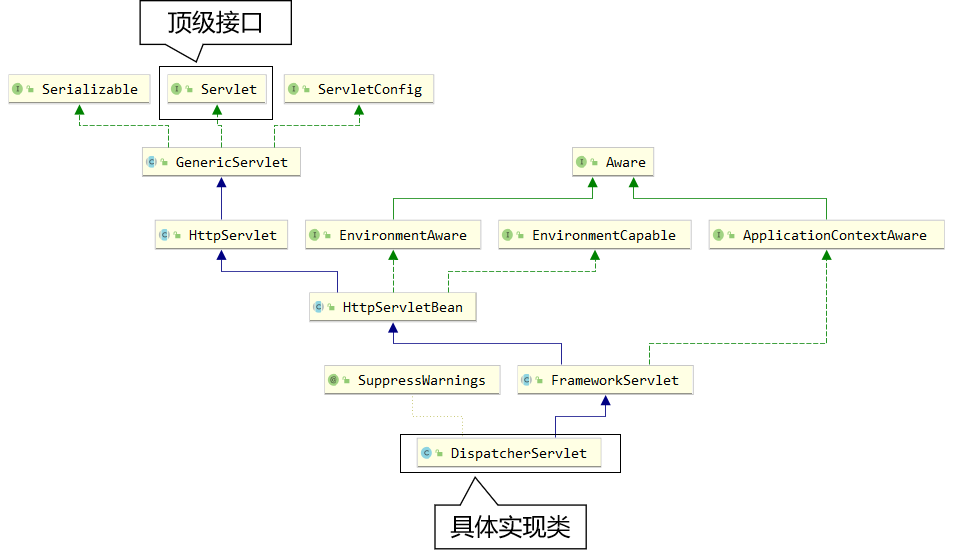 顶级接口
Serializable
Servlet
ServletConfig
GenericServlet
Aware
HttpServlet
EnvironmentAware
EnvironmentCapable
ApplicationContextAware
HttpServletBean
SuppressWarnings
FrameworkServlet
DispatcherServlet
具体实现类